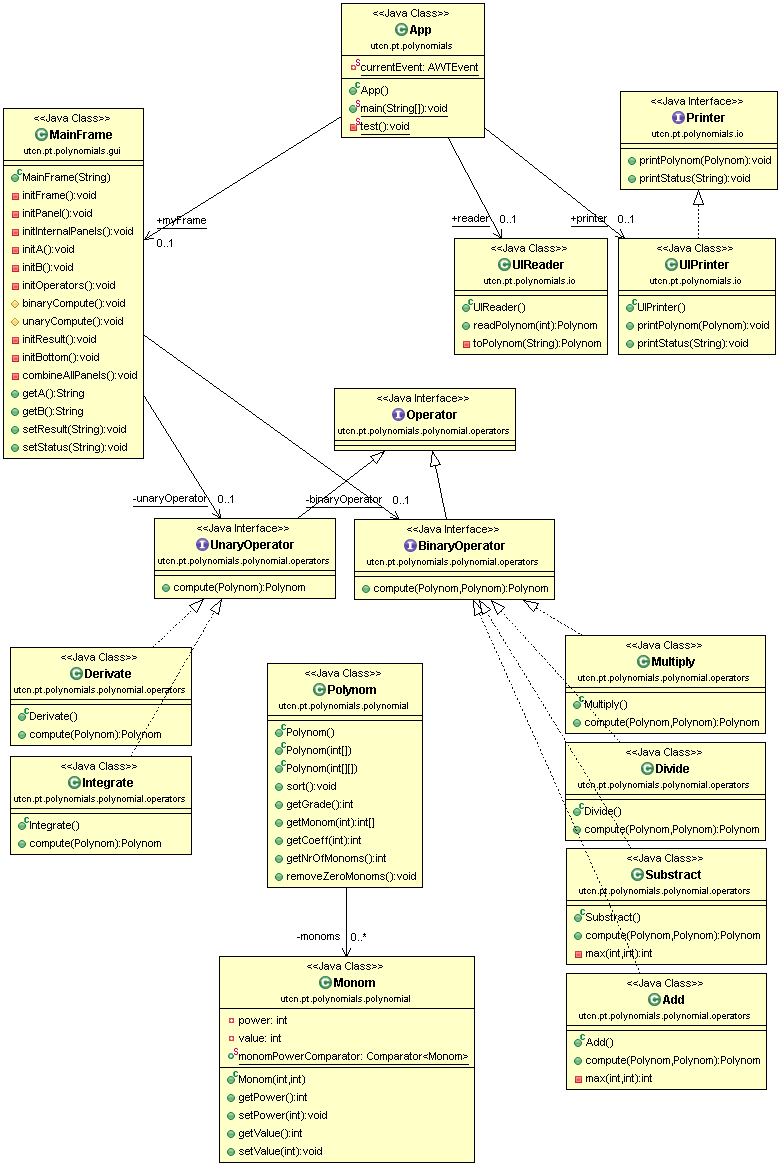 <<Java Class>>
App
utcn.pt.polynomials
currentEvent: AWTEvent
App()
main(String[]):void
test():void
<<Java Class>>
MainFrame
utcn.pt.polynomials.gui
MainFrame(String)
initFrame():void
initPanel():void
initInternalPanels():void
initA():void
initB():void
initOperators():void
binaryCompute():void
unaryCompute():void
initResult():void
initBottom():void
combineAllPanels():void
getA():String
getB():String
setResult(String):void
setStatus(String):void
<<Java Interface>>
Printer
utcn.pt.polynomials.io
printPolynom(Polynom):void
printStatus(String):void
+myFrame
0..1
+reader 0..1
+printer 0..1
<<Java Class>>
UIReader
utcn.pt.polynomials.io
UIReader()
readPolynom(int):Polynom
toPolynom(String):Polynom
<<Java Class>>
UIPrinter
utcn.pt.polynomials.io
UIPrinter()
printPolynom(Polynom):void
printStatus(String):void
<<Java Interface>>
Operator
utcn.pt.polynomials.polynomial.operators
-unaryOperator 0..1
-binaryOperator 0..1
<<Java Interface>>
UnaryOperator
utcn.pt.polynomials.polynomial.operators
compute(Polynom):Polynom
<<Java Interface>>
BinaryOperator
utcn.pt.polynomials.polynomial.operators
compute(Polynom,Polynom):Polynom
<<Java Class>>
Derivate
utcn.pt.polynomials.polynomial.operators
Derivate()
compute(Polynom):Polynom
<<Java Class>>
Integrate
utcn.pt.polynomials.polynomial.operators
Integrate()
compute(Polynom):Polynom
<<Java Class>>
Polynom
utcn.pt.polynomials.polynomial
Polynom()
Polynom(int[])
Polynom(int[][])
sort():void
getGrade():int
getMonom(int):int[]
getCoeff(int):int
getNrOfMonoms():int
removeZeroMonoms():void
-monoms 0..*
<<Java Class>>
Monom
utcn.pt.polynomials.polynomial
power: int
value: int
monomPowerComparator: Comparator<Monom>
Monom(int,int)
getPower():int
setPower(int):void
getValue():int
setValue(int):void
<<Java Class>>
Multiply
utcn.pt.polynomials.polynomial.operators
Multiply()
compute(Polynom,Polynom):Polynom
<<Java Class>>
Divide
utcn.pt.polynomials.polynomial.operators
Divide()
compute(Polynom,Polynom):Polynom
<<Java Class>>
Substract
utcn.pt.polynomials.polynomial.operators
Substract()
compute(Polynom,Polynom):Polynom
max(int,int):int
<<Java Class>>
Add
utcn.pt.polynomials.polynomial.operators
Add()
compute(Polynom,Polynom):Polynom
max(int,int):int